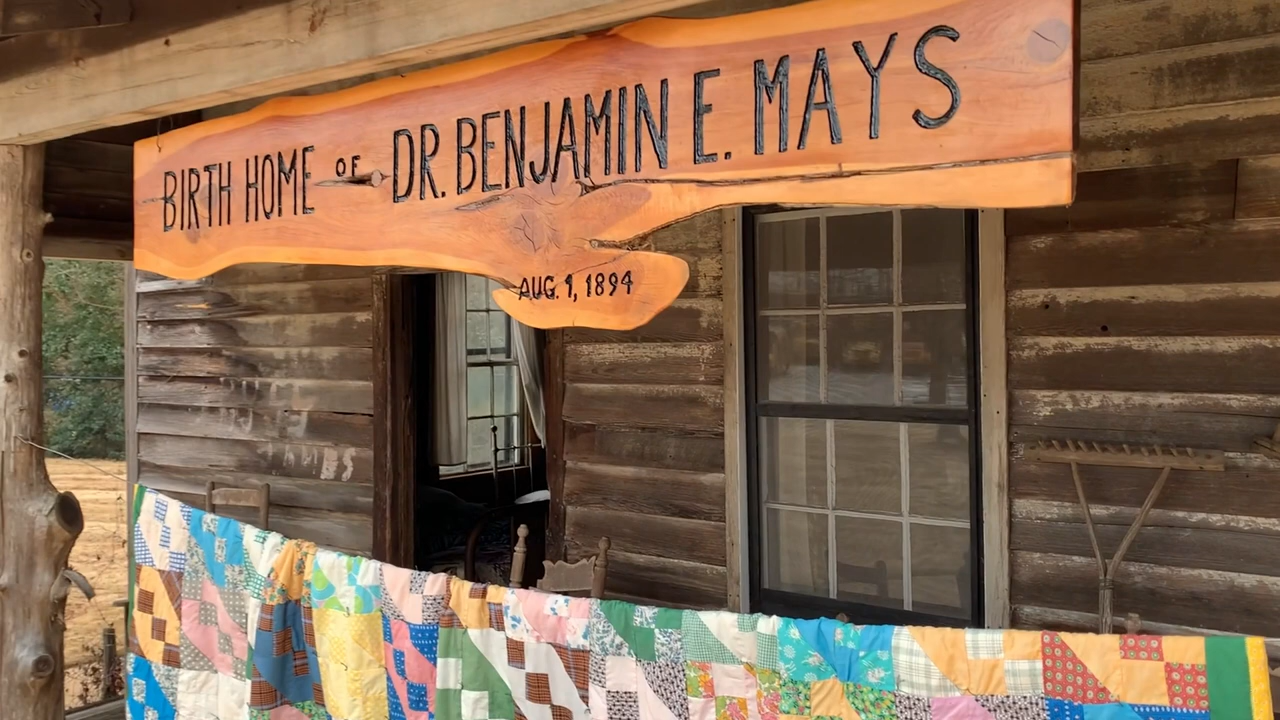 BIRTH HOME OF DR. BENJAMIN E. MAYS
AUG. 1, 1894